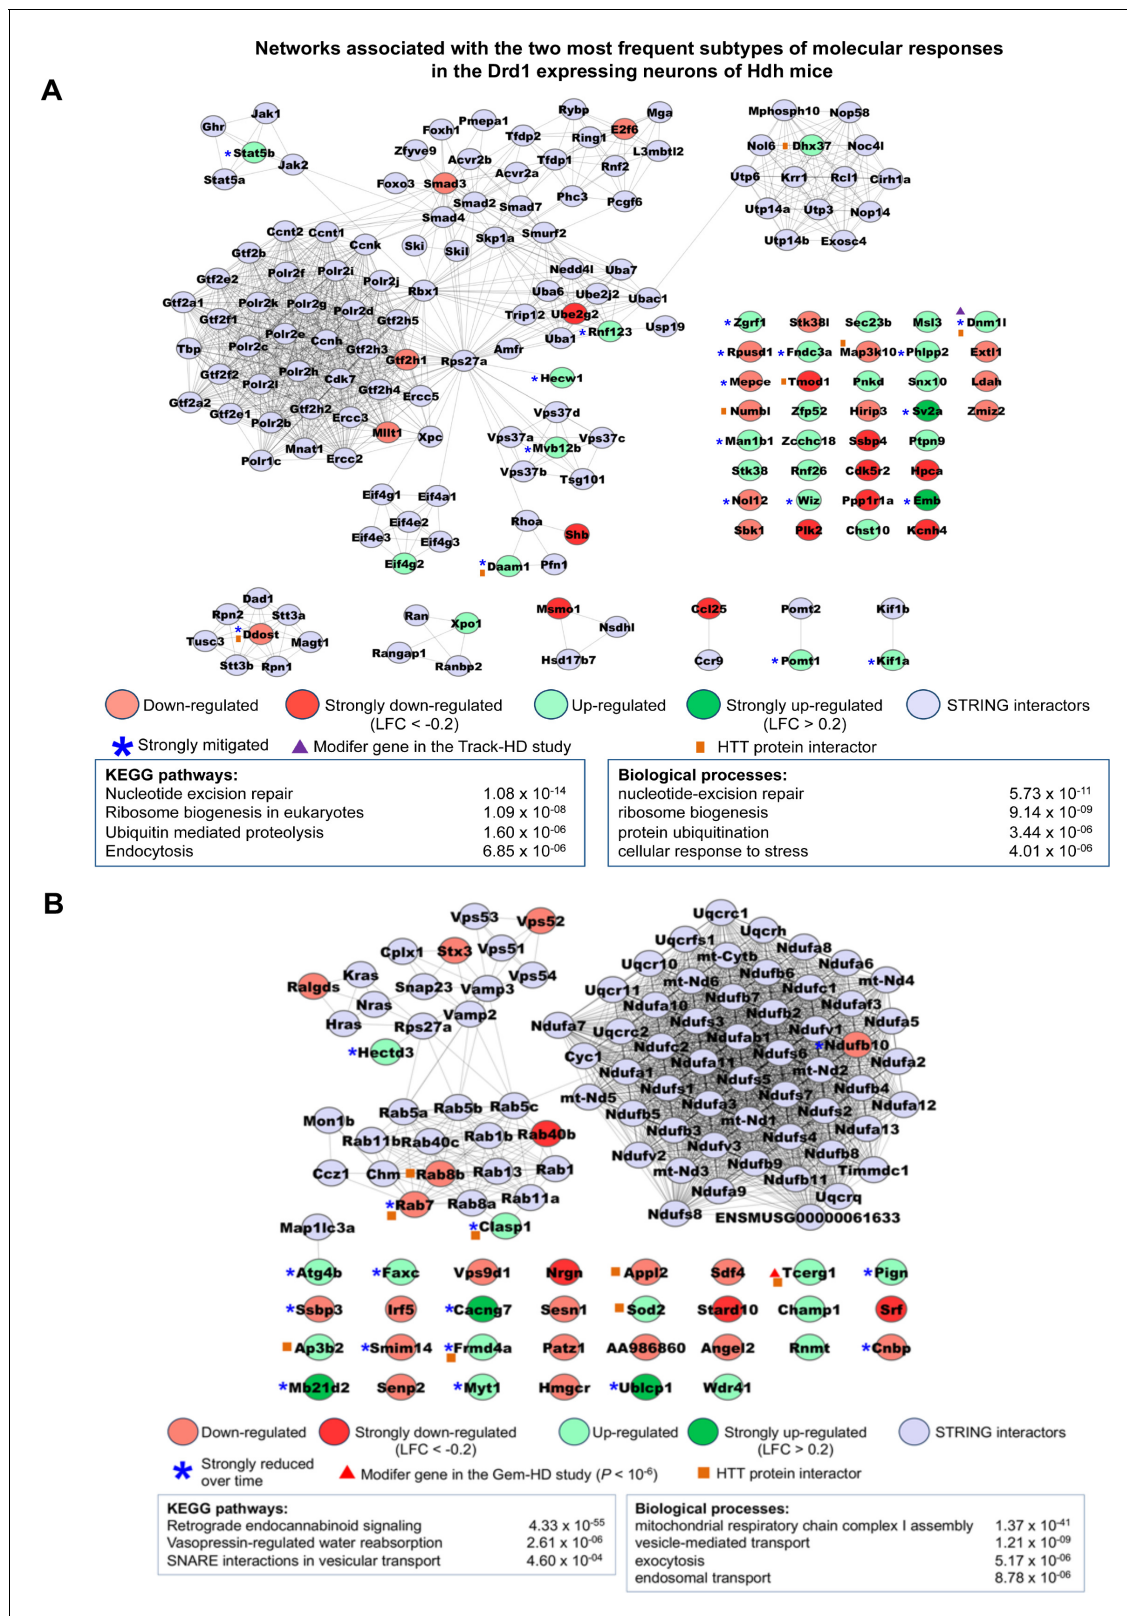 Networks associated with the two most frequent subtypes of molecular responses
in the Drd1 expressing neurons of Hdh mice
A
Jak1
Ghr
*Stat5b
Jak2
Stat5a
Rybp
Mga
Pmepa1
E2f6
Foxh1
Tfdp2
Ring1
Zfyve9
L3mbtl2
Acvr2b
Tfdp1
Rnf2
Acvr2a
Foxo3
Smad3
Phc3
Pcgf6
Smad2
Smad7
Smad4
Mphosph10
Nop58
Nol6
Dhx37
Noc4l
Utp6
Krr1
Rcl1
Cirh1a
Utp14a
Utp3
Nop14
Utp14b
Exosc4
Ccnt2
Ccnt1
Ccnk
Ski
Skil
Skp1a
Smurf2
Gtf2b
Gtf2e2
Polr2f
Polr2i
Polr2j
Rbx1
Nedd4l
Uba7
Uba6
Ube2j2
Ubac1
Gtf2a1
Polr2k
Polr2g
Polr2d
Gtf2h5
Trip12
Ube2g2
Usp19
Gtf2f1
Polr2e
*Rnf123
Uba1
Tbp
Polr2c
Ccnh
Gtf2h3
Gtf2h1
Rps27a
Amfr
Gtf2f2
Polr2l
Polr2h
Cdk7
Gtf2h4
Ercc5
*Hecw1
Gtf2a2
Gtf2e1
Polr2b
Gtf2h2
Ercc3
Mllt1
Xpc
Polr1c
Mnat1
Ercc2
Vps37d
Vps37a
Vps37c
*Mvb12b
Vps37b
Tsg101
*Zgrf1
Stk38l
Sec23b
Msl3
*Dnm1l
*Rpusd1
*Fndc3a
Map3k10
*Phlpp2
Extl1
*Mepce
Tmod1
Pnkd
Snx10
Ldah
Numbl
Zfp52
Hirip3
*Sv2a
Zmiz2
*Man1b1
Zcchc18
Ssbp4
Ptpn9
Stk38
Rnf26
Cdk5r2
Hpca
*Nol12
*Wiz
Ppp1r1a
*Emb
Sbk1
Plk2
Chst10
Kcnh4
Eif4g1
Eif4a1
Eif4e2
Eif4e3
Eif4g3
Eif4g2
Rhoa
Shb
*Daam1
Pfn1
Dad1
Rpn2
Stt3a
Tusc3
*Ddost
Magt1
Stt3b
Rpn1
Ran
Xpo1
Rangap1
Ranbp2
Msmo1
Nsdhl
Hsd17b7
Ccl25
Ccr9
Pomt2
*Pomt1
Kif1b
*Kif1a
Down-regulated
Strongly down-regulated
(LFC < -0.2)
Up-regulated
Strongly up-regulated
(LFC > 0.2)
STRING interactors
* Strongly mitigated
Modifer gene in the Track-HD study
HTT protein interactor
KEGG pathways:
Nucleotide excision repair 1.08 x 10-14
Ribosome biogenesis in eukaryotes 1.09 x 10-08
Ubiquitin mediated proteolysis 1.60 x 10-06
Endocytosis 6.85 x 10-06
Biological processes:
nucleotide-excision repair 5.73 x 10-11
ribosome biogenesis 9.14 x 10-09
protein ubiquitination 3.44 x 10-06
cellular response to stress 4.01 x 10-06
B
Vps53
Vps52
Cplx1
Stx3
Vps51
Vps54
Kras
Ralgds
Snap23
Vamp3
Nras
Vamp2
Hras
Rps27a
*Hectd3
Rab5a
Rab5b
Rab5c
Mon1b
Rab11b
Rab40c
Rab1b
Rab40b
Ccz1
Chm
Rab8b
Rab13
Rab1
*Rab7
Rab8a
Rab11a
Map1lc3a
*Clasp1
Uqcrc1
Uqcrh
Uqcrfs1
Ndufa8
mt-Cytb
Uqcr10
Ndufb6
Ndufa6
mt-Nd6
Ndufc1
mt-Nd4
Uqcr11
Ndufb7
Ndufa10
Ndufb2
Ndufaf3
Ndufa7
Ndufs3
Ndufv1
Ndufa5
Uqcrc2
Ndufab1
*Ndufb10
Cyc1
Ndufc2
Ndufs6
Ndufa2
Ndufa1
Ndufa11
mt-Nd2
mt-Nd5
Ndufs1
Ndufs5
Ndufb4
Ndufb5
Ndufa3
Ndufs7
Ndufs2
Ndufa12
Ndufb3
mt-Nd1
Ndufs4
Ndufa13
Ndufv2
Ndufv3
Ndufb8
mt-Nd3
Ndufb9
Ndufb11
Timmdc1
Ndufa9
Uqcrq
Ndufs8
ENSMUSG00000061633
*Atg4b
*Faxc
Vps9d1
Nrgn
Appl2
Sdf4
Tcerg1
*Pign
*Ssbp3
Irf5
*Cacng7
Sesn1
Sod2
Stard10
Champ1
Srf
Ap3b2
*Smim14
*Frmd4a
Patz1
AA986860
Angel2
Rnmt
*Cnbp
*Mb21d2
Senp2
*Myt1
Hmgcr
*Ublcp1
Wdr41
Down-regulated
Strongly down-regulated
(LFC < -0.2)
Up-regulated
Strongly up-regulated
(LFC > 0.2)
STRING interactors
* Strongly reduced
over time
Modifer gene in the Gem-HD study (P < 10-6)
HTT protein interactor
KEGG pathways:
Retrograde endocannabinoid signaling 4.33 x 10-55
Vasopressin-regulated water reabsorption 2.61 x 10-06
SNARE interactions in vesicular transport 4.60 x 10-04
Biological processes:
mitochondrial respiratory chain complex I assembly 1.37 x 10-41
vesicle-mediated transport 1.21 x 10-09
exocytosis 5.17 x 10-06
endosomal transport 8.78 x 10-06